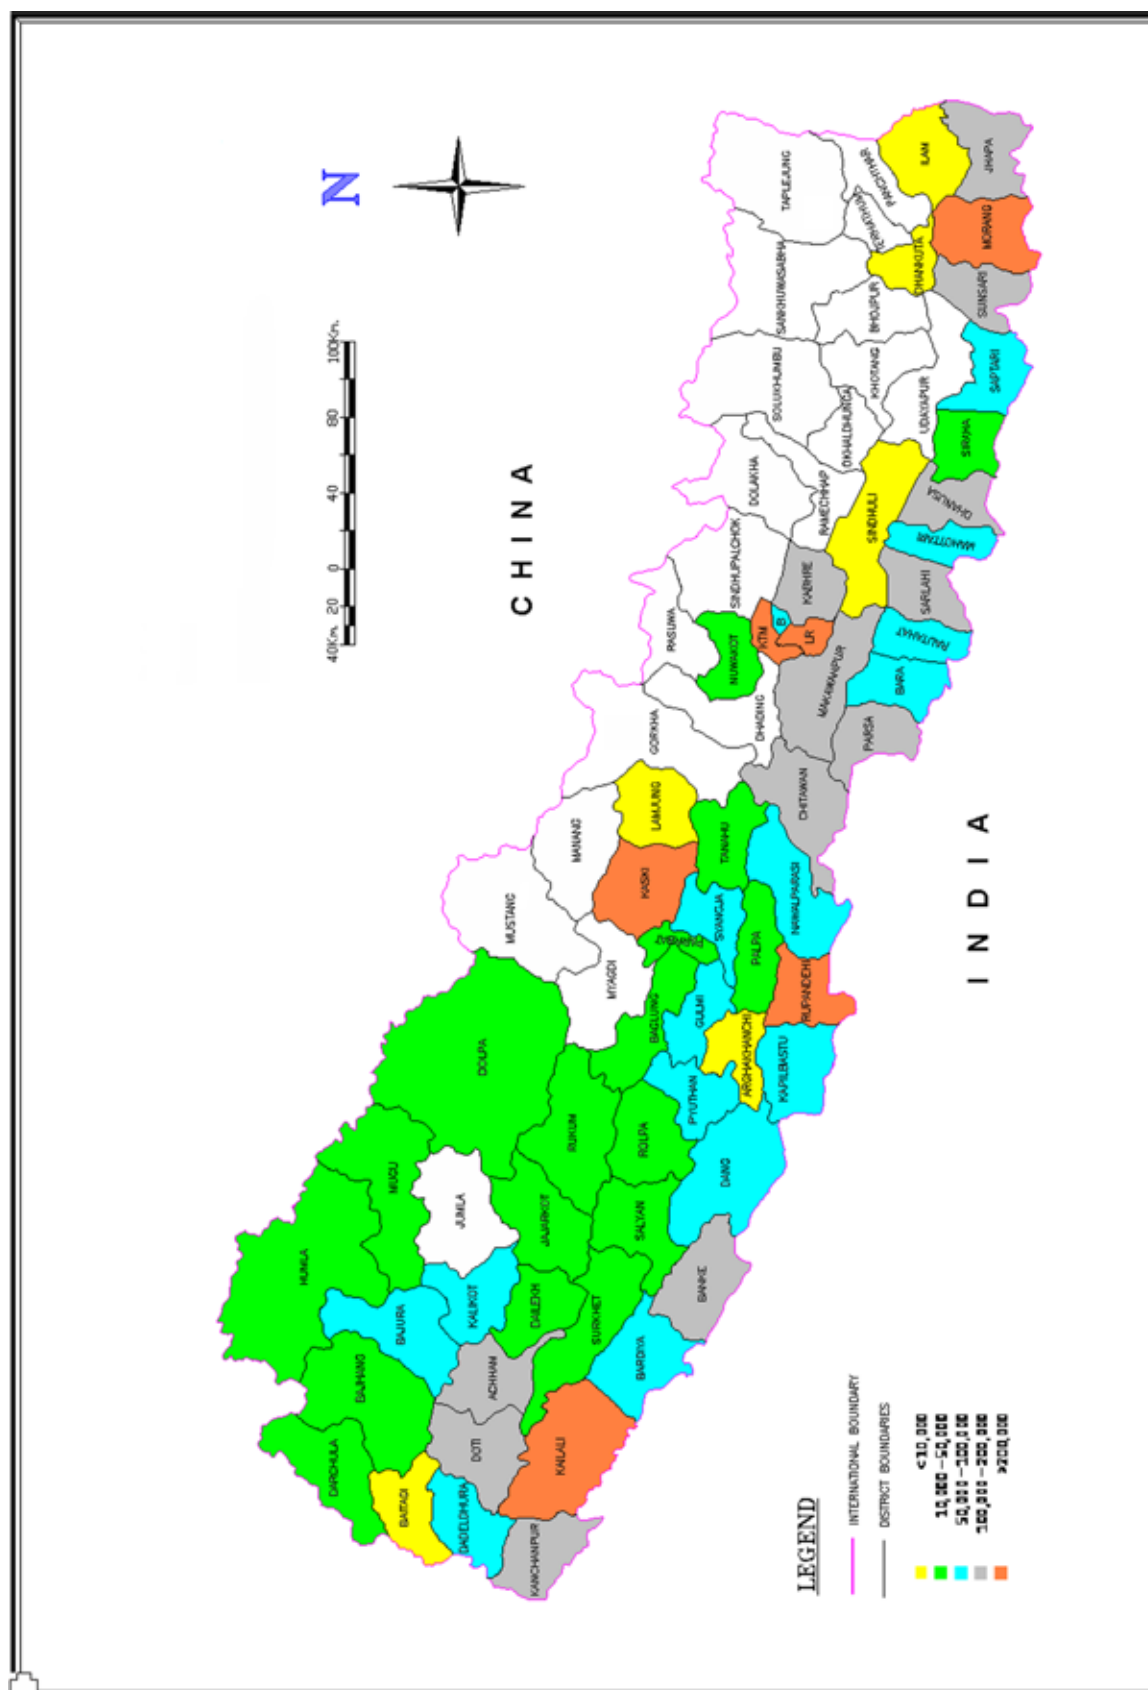 N
40Km. 20 0 40 80 100Km.
CHINA
INDIA
DARCHULA
BAITADI
DADELDHURA
KANCHANPUR
BAJHANG
HUMLA
BAJURA
DOTI
ACHHAM
KAILALI
MUGU
JUMLA
KALIKOT
DAILEKH
SURKHET
BARDIYA
DOLPA
JAJARKOT
RUKUM
SALYAN
ROLPA
BANKE
DANG
PYUTHAN
MUSTANG
MYAGDI
BAGLUNG
GULMI
ARGHAKHANCHI
KAPILBASTU
MANANG
KASKI
SYANGJA
PALPA
RUPANDEHI
NAWALPARASI
LAMJUNG
TANAHU
GORKHA
CHITAWAN
DHADING
RASUWA
NUWAKOT
KTM
B
LR
MAKAWANPUR
PARSA
BARA
RAUTAHAT
SINDHUPALCHOK
KABHRE
SARLAHI
DOLAKHA
RAMECHHAP
SINDHULI
MAHOTTARI
DHANUSA
SOLUKHUMBU
OKHALDHUNGA
KHOTANG
UDAYAPUR
SIRAHA
SAPTARI
SANKHUWASABHA
BHOJPUR
DHANKUTA
SUNSARI
TAPLEJUNG
TERHATHUM
PANCHTHAR
ILAM
MORANG
JHAPA
LEGEND
INTERNATIONAL BOUNDARY
DISTRICT BOUNDARIES
<10,000
10,000-50,000
50,000-100,000
100,000-200,000
>200,000